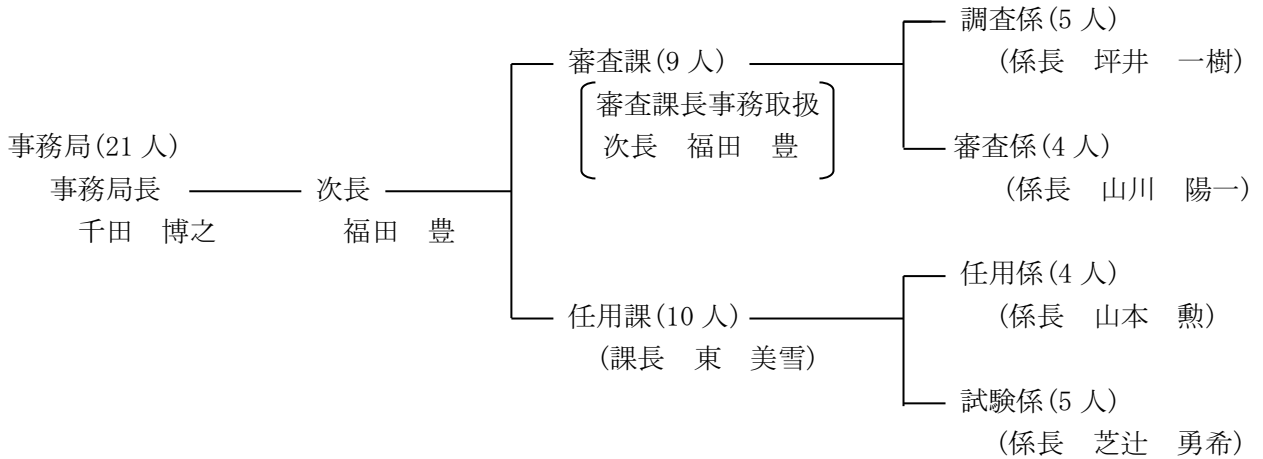 事務局(21 人)
事務局長
千田　博之
次長
福田　豊
審査課(9 人)
審査課長事務取扱
次長　福田　豊
調査係(5 人)
(係長　坪井　一樹)
審査係(4 人)
(係長　山川　陽一)
任用課(10 人)
(課長　東　美雪)
任用係(4 人)
(係長　山本　勲)
試験係(5 人)
(係長　芝辻　勇希)